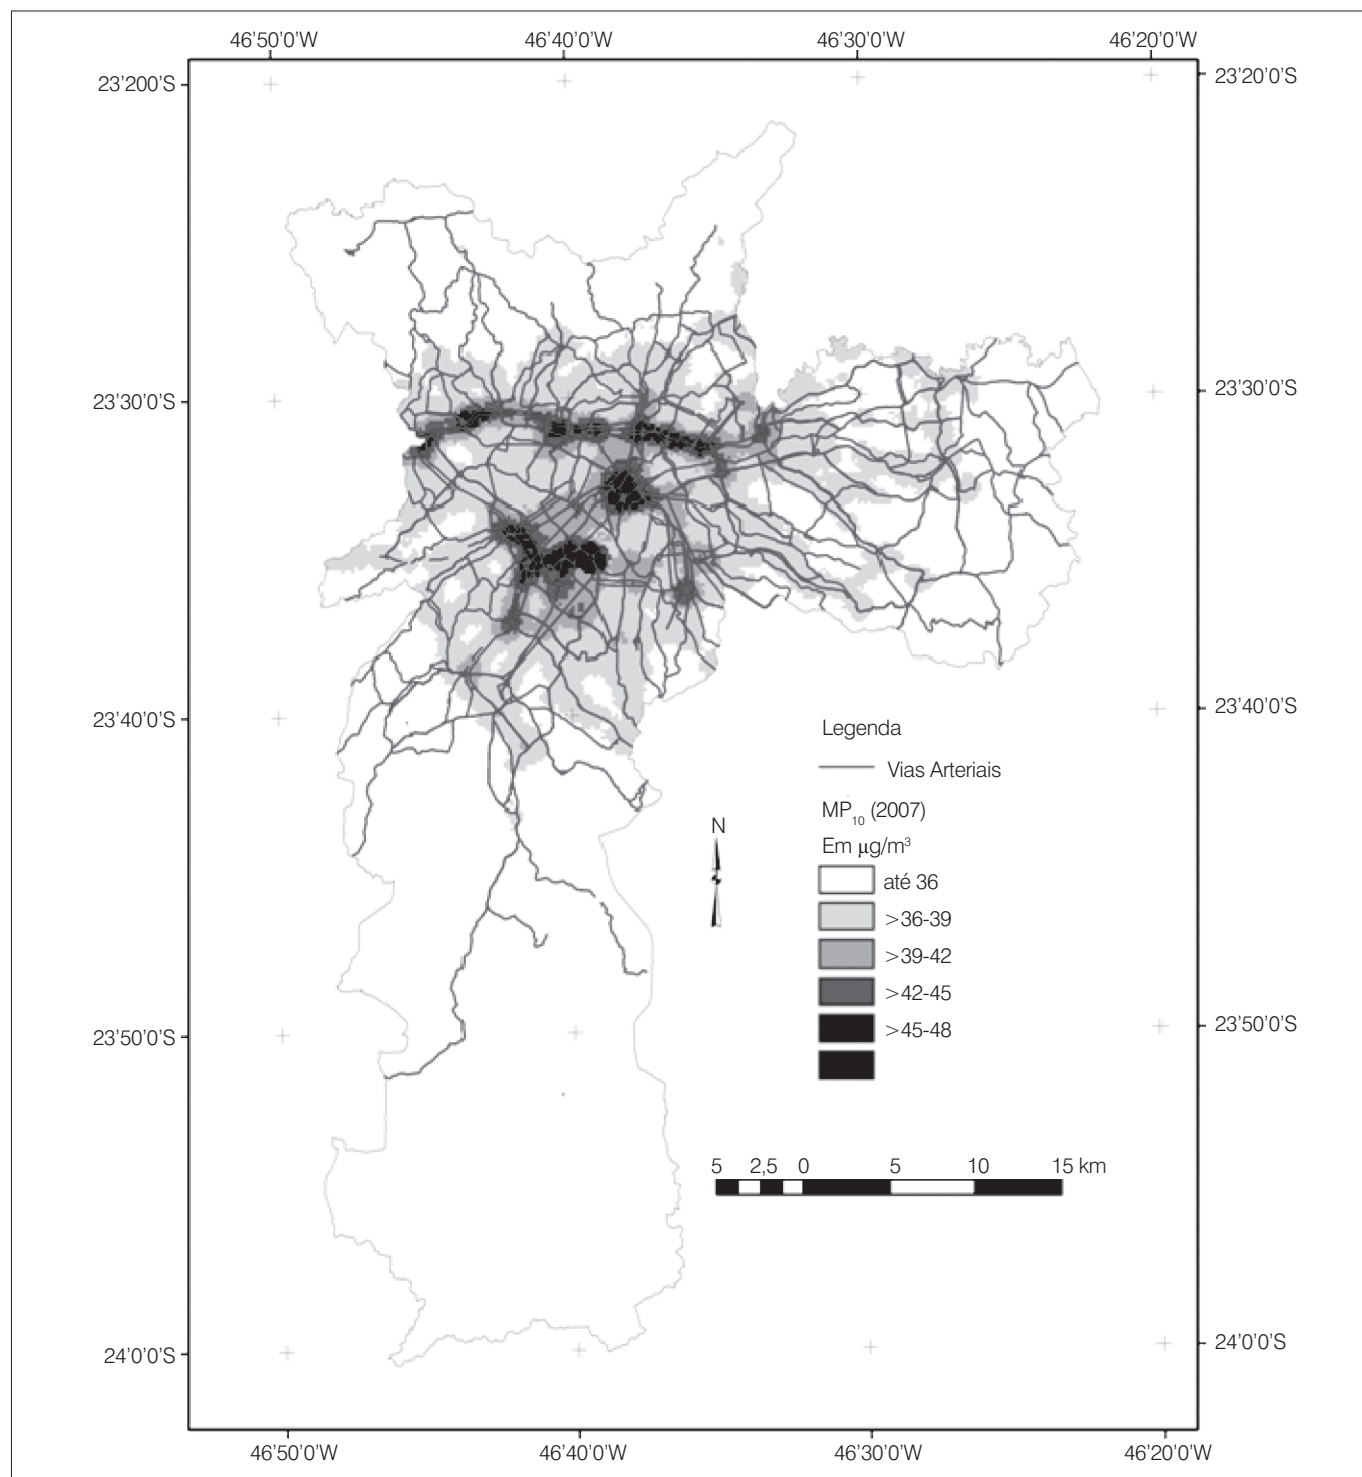 46'50'0'W 46'40'0'W 46'30'0'W 46'20'0'W
23'200'S 23'20'0'S
23'30'0'S 23'30'0'S
23'40'0'S 23'40'0'S
Legenda
Vias Arteriais
MP10 (2007)
Em µg/m³
N
até 36
>36-39
>39-42
>42-45
>45-48
23'50'0'S 23'50'0'S
5 2,5 0 5 10 15 km
24'0'0'S 24'0'0'S
46'50'0'W 46'40'0'W 46'30'0'W 46'20'0'W